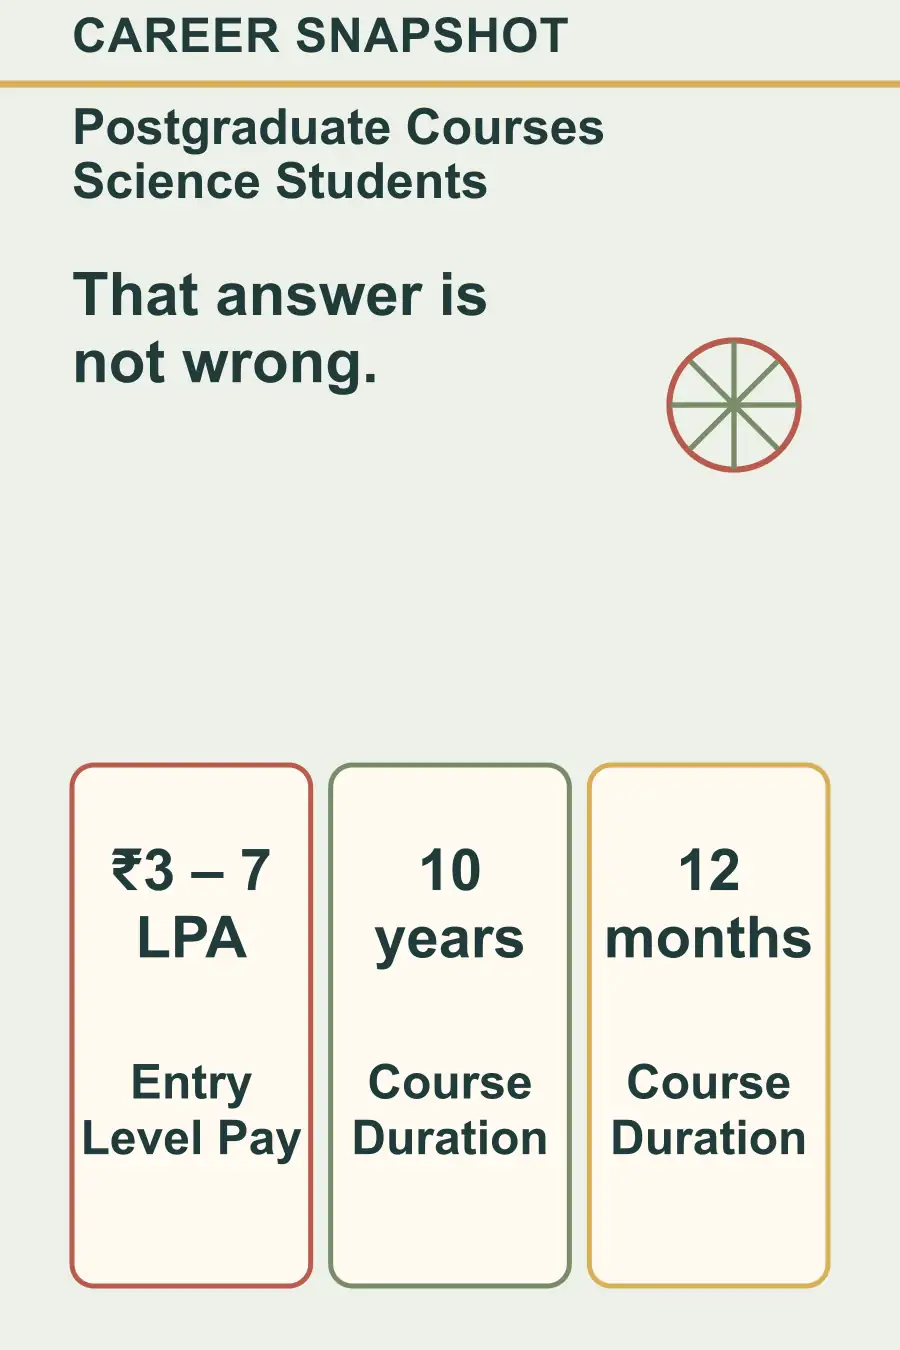 CAREER SNAPSHOT
Postgraduate Courses
Science Students
That answer is
not wrong.
₹3 – 7
LPA
Entry
Level Pay
10
years
Course
Duration
12
months
Course
Duration